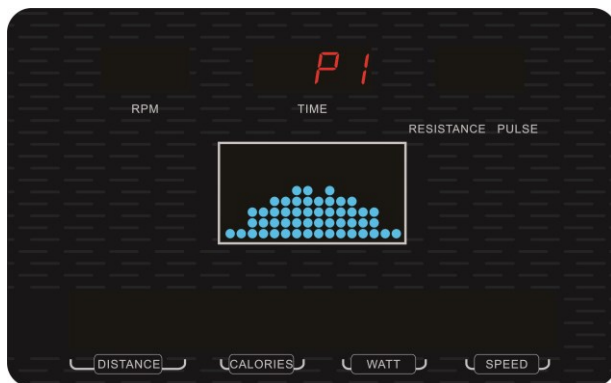 P1
RPM TIME
RESISTANCE PULSE
DISTANCE CALORIES WATT SPEED